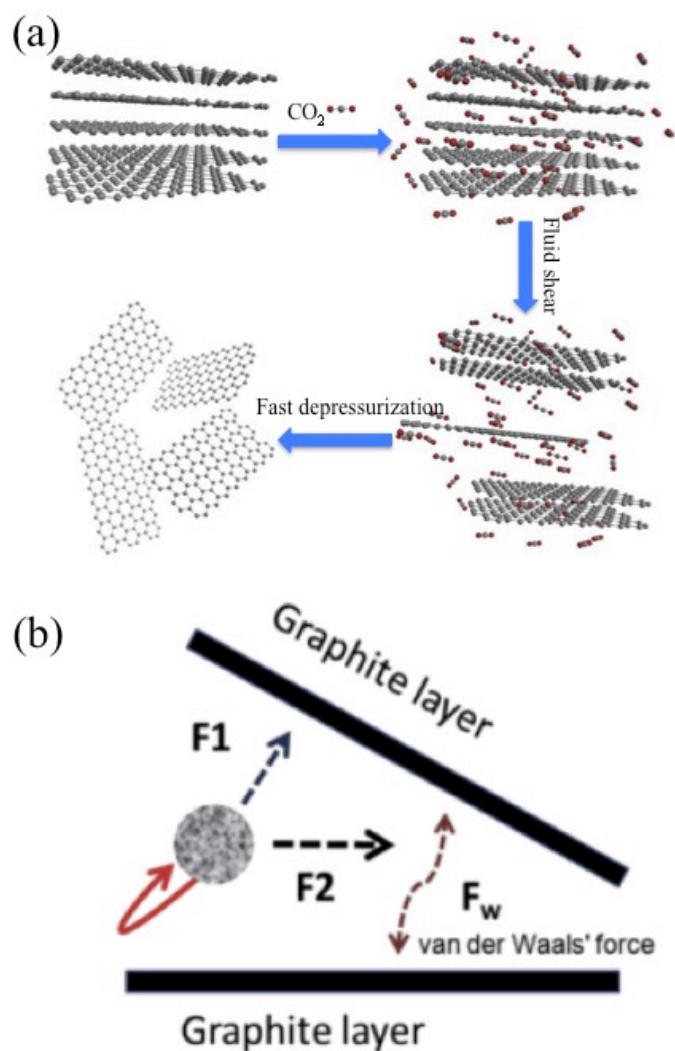 (a)
CO2
Fluid shear
Fast depressurization
(b)
Graphite layer
F1
F2
Fw
van der Waals' force
Graphite layer